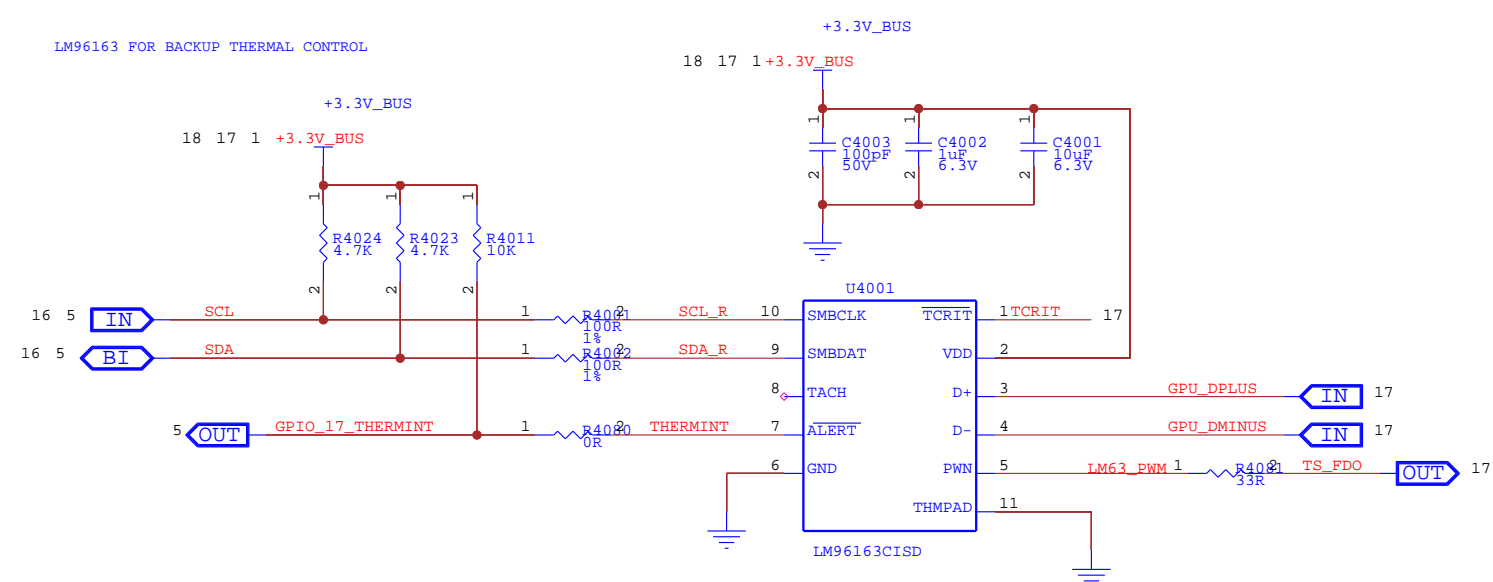 +3.3V_BUS
LM96163 FOR BACKUP THERMAL CONTROL
18 17 1 +3.3V_BUS
+3.3V_BUS
18 17 1 +3.3V_BUS
1 C4003 100pF 50V 2
1 C4002 1uF 6.3V 2
1 C4001 10uF 6.3V 2
1 R4024 4.7K 2
1 R4023 4.7K 2
1 R4011 10K 2
U4001
16 5 IN SCL 1 R4001 2 100R 1% SCL_R 10 SMBCLK
TCRIT 1 TCRIT 17
16 5 BI SDA 1 R4002 2 100R 1% SDA_R 9 SMBDAT
VDD 2
8 TACH
D+ 3 GPU_DPLUS IN 17
5 OUT GPIO_17_THERMINT 1 R4080 2 0R THERMINT 7 ALERT
D- 4 GPU_DMINUS IN 17
6 GND
PWN 5 LM63_PWM 1 R4081 2 33R TS_FDO OUT 17
THMPAD 11
LM96163CISD